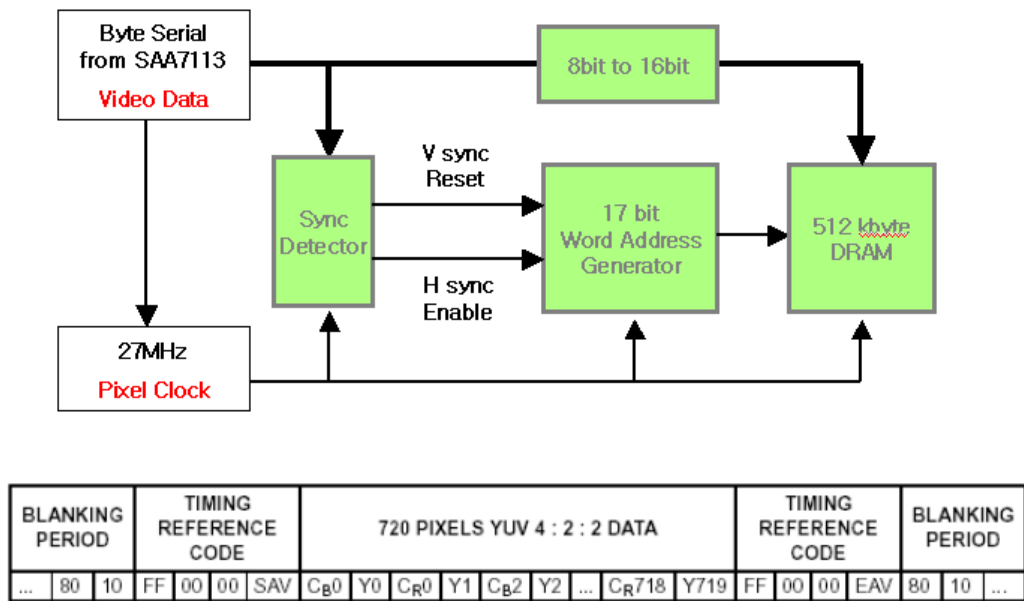 Byte Serial
from SAA7113
Video Data
8bit to 16bit
V sync
Reset
Sync
Detector
17 bit
Word Address
Generator
512 kbyte
DRAM
H sync
Enable
27MHz
Pixel Clock
BLANKING PERIOD
TIMING REFERENCE CODE
720 PIXELS YUV 4 : 2 : 2 DATA
TIMING REFERENCE CODE
BLANKING PERIOD
... 80 10 FF 00 00 SAV CB0 Y0 CR0 Y1 CB2 Y2 ... CR718 Y719 FF 00 00 EAV 80 10 ...